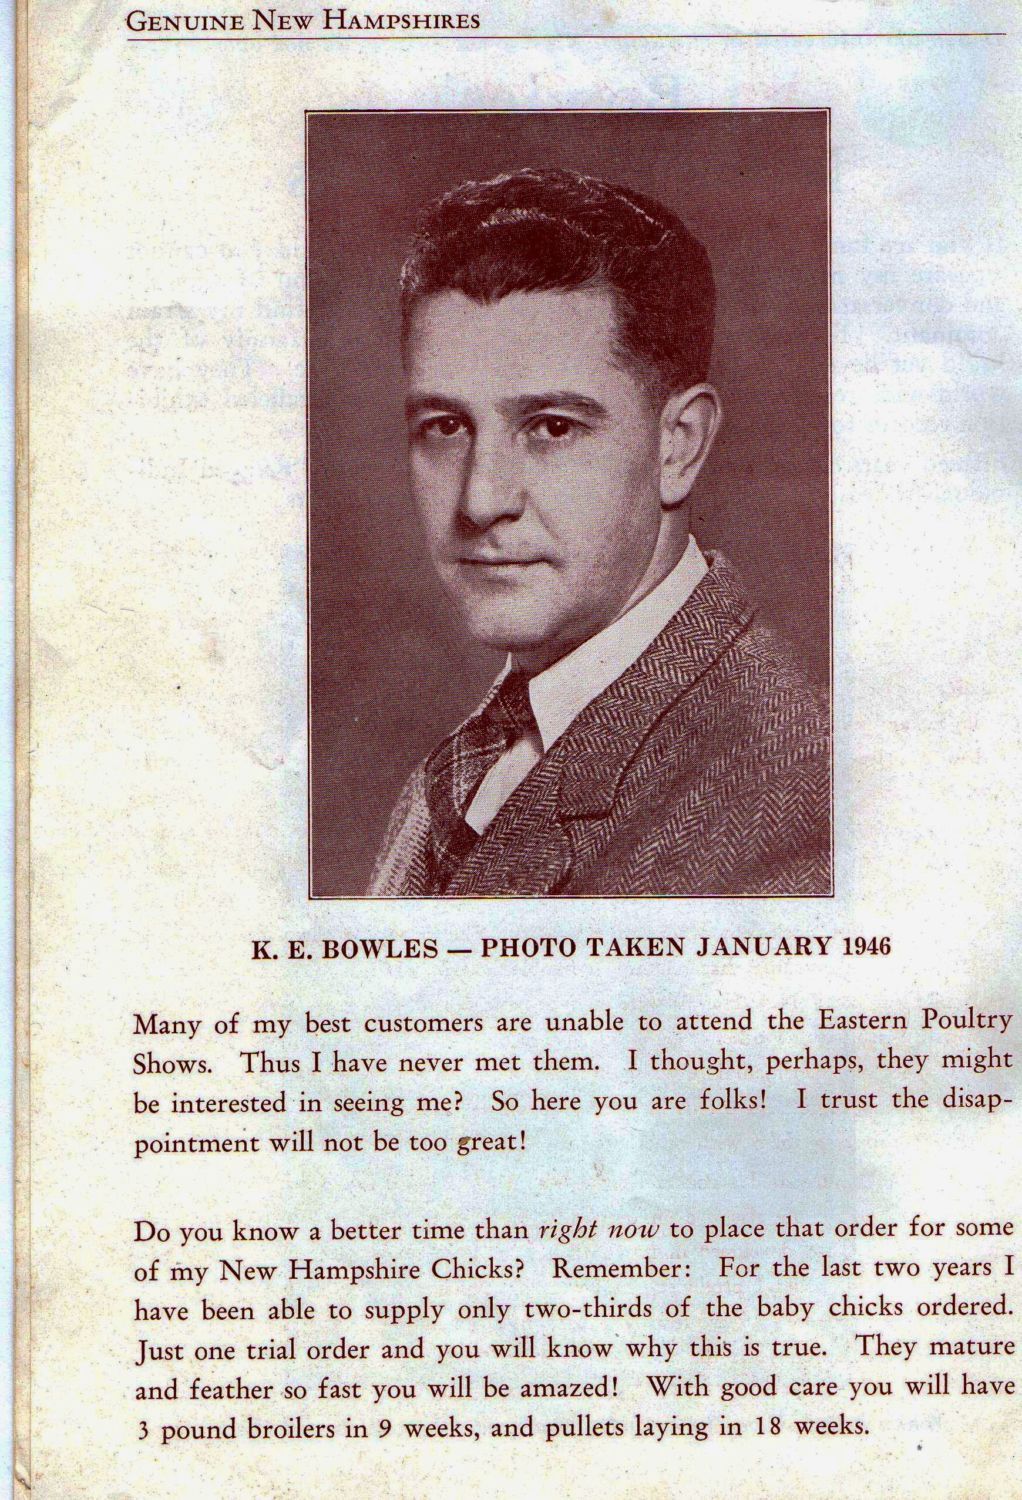 GENUINE NEW HAMPSHIRES
K. E. BOWLES — PHOTO TAKEN JANUARY 1946
Many of my best customers are unable to attend the Eastern Poultry
Shows. Thus I have never met them. I thought, perhaps, they might
be interested in seeing me? So here you are folks! I trust the disap-
pointment will not be too great!
Do you know a better time than right now to place that order for some
of my New Hampshire Chicks? Remember: For the last two years I
have been able to supply only two-thirds of the baby chicks ordered.
Just one trial order and you will know why this is true. They mature
and feather so fast you will be amazed! With good care you will have
3 pound broilers in 9 weeks, and pullets laying in 18 weeks.